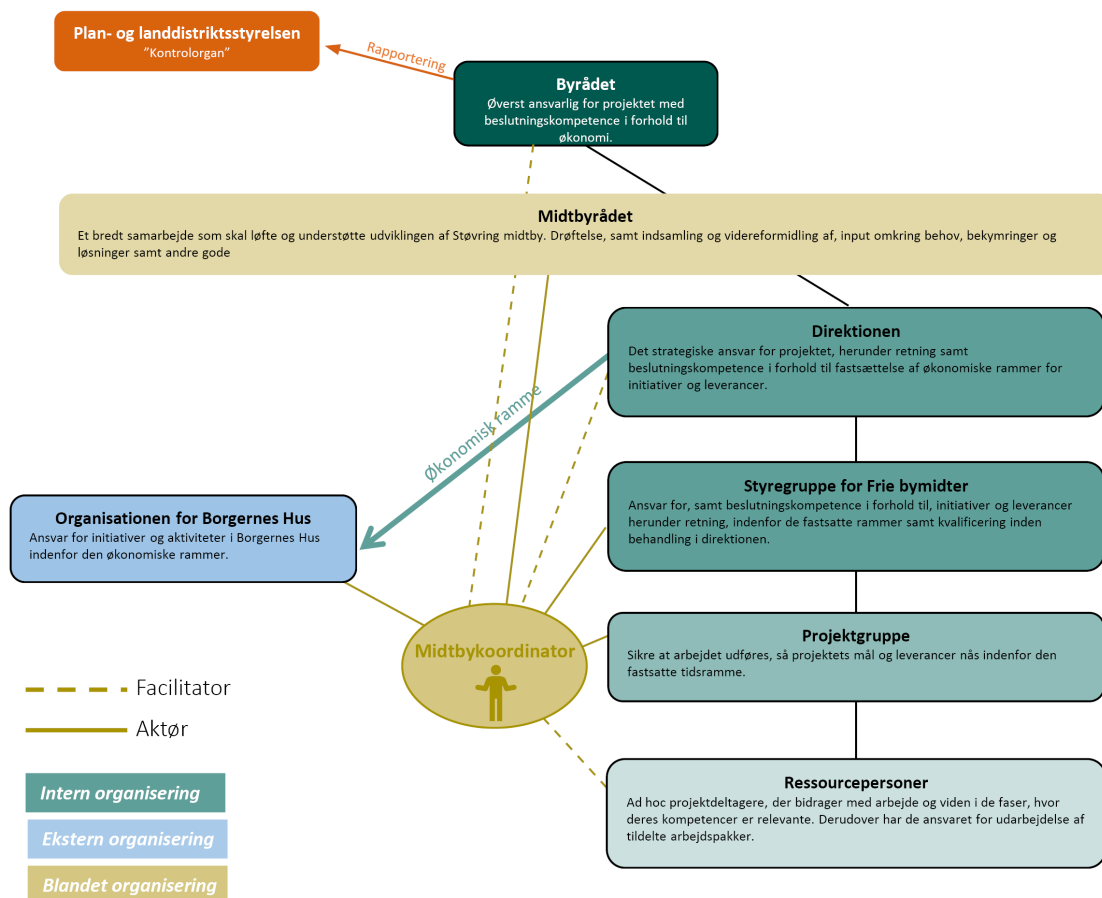 Plan- og landdistriktsstyrelsen
”Kontrolorgan”
Rapportering
Byrådet
Øverst ansvarlig for projektet med
beslutningskompetence i forhold til
økonomi.
Midtbyrådet
Et bredt samarbejde som skal løfte og understøtte udviklingen af Støvring midtby. Drøftelse, samt indsamling og videreformidling af, input omkring behov, bekymringer og
løsninger samt andre gode
Direktionen
Det strategiske ansvar for projektet, herunder retning samt
beslutningskompetence i forhold til fastsættelse af økonomiske rammer for
initiativer og leverancer.
Økonomisk ramme
Styregruppe for Frie bymidter
Ansvar for, samt beslutningskompetence i forhold til, initiativer og leverancer
herunder retning, indenfor de fastsatte rammer samt kvalificering inden
behandling i direktionen.
Organisationen for Borgernes Hus
Ansvar for initiativer og aktiviteter i Borgernes Hus
indenfor den økonomiske rammer.
Midtbykoordinator
Projektgruppe
Sikre at arbejdet udføres, så projektets mål og leverancer nås indenfor den
fastsatte tidsramme.
Facilitator
Aktør
Ressourcepersoner
Ad hoc projektdeltagere, der bidrager med arbejde og viden i de faser, hvor
deres kompetencer er relevante. Derudover har de ansvaret for udarbejdelse af
tildelte arbejdspakker.
Intern organisering
Ekstern organisering
Blandet organisering